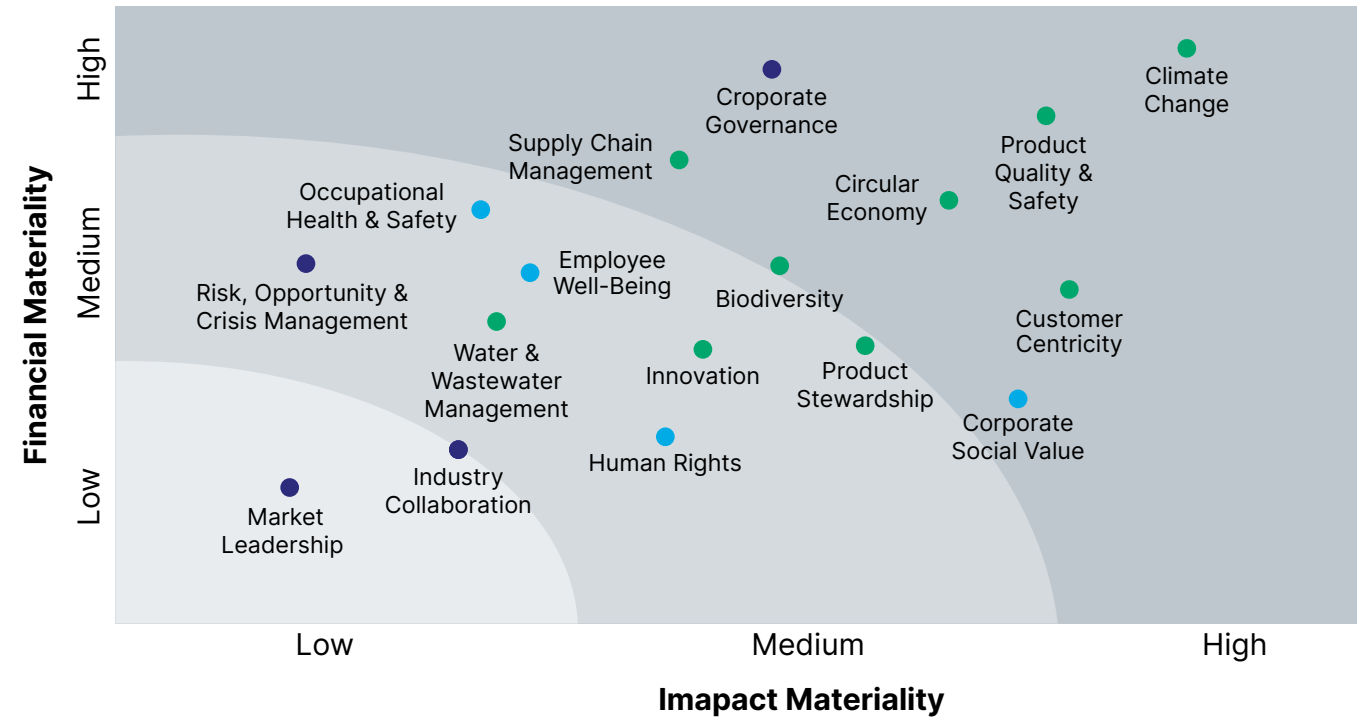 Financial Materiality
High
Medium
Low
Climate
Change
Croporate
Governance
Product
Quality &
Safety
Supply Chain
Management
Circular
Economy
Occupational
Health & Safety
Employee
Well-Being
Risk, Opportunity &
Crisis Management
Biodiversity
Customer
Centricity
Water &
Wastewater
Management
Innovation
Product
Stewardship
Corporate
Social Value
Human Rights
Industry
Collaboration
Market
Leadership
Low
Medium
High
Imapact Materiality